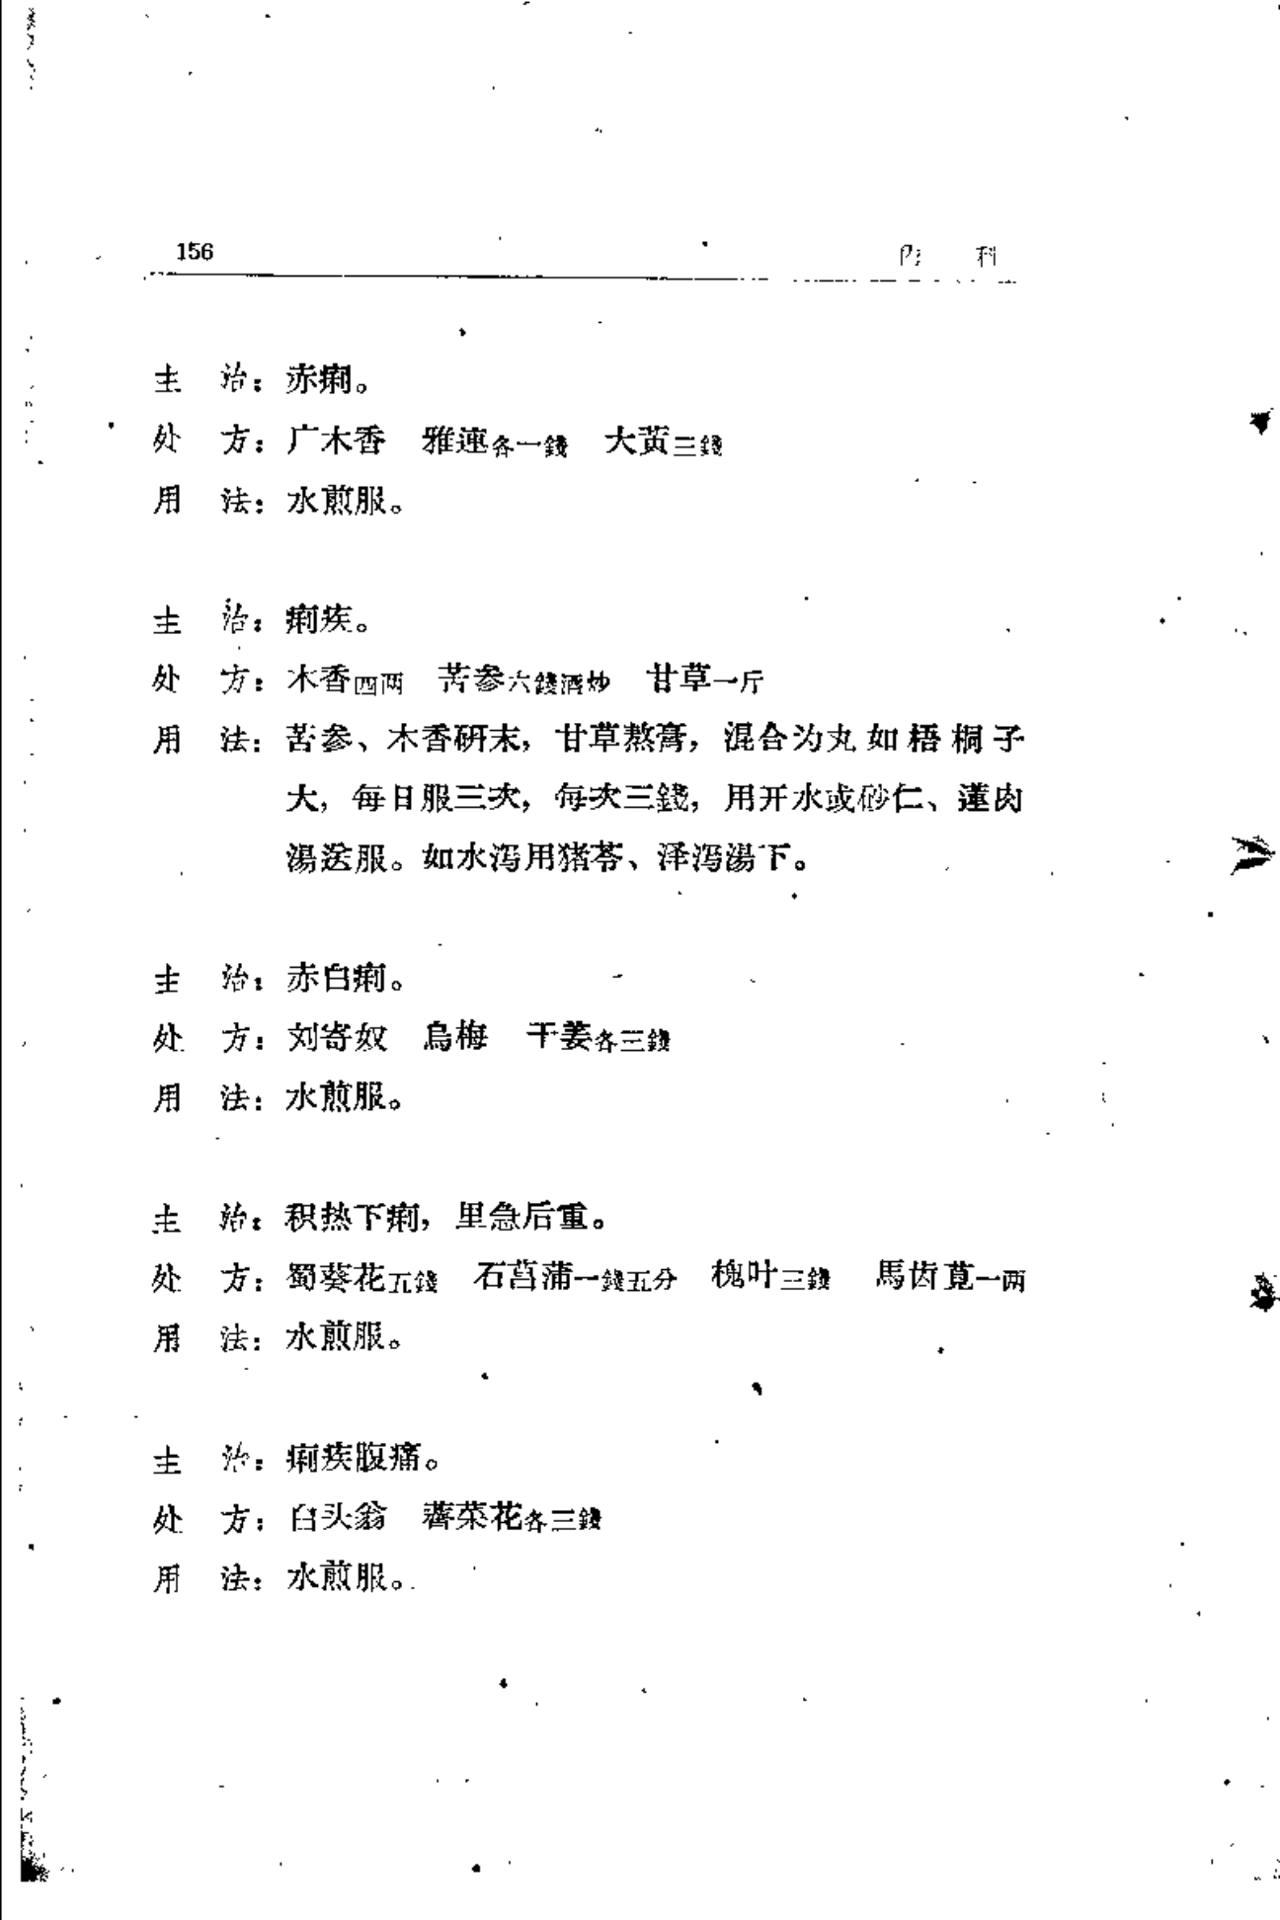 156 内 科
主 治：赤痢。
处 方：广木香 雅連各一錢 大黄三錢
用 法：水煎服。
主 治：痢疾。
处 方：木香四两 苦参六錢酒炒 甘草一斤
用 法：苦参、木香研末，甘草熬膏，混合为丸如梧桐子
大，每日服三次，每次三錢，用开水或砂仁、蓮肉
湯送服。如水泻用猪苓、泽泻湯下。
主 治：赤白痢。
处 方：刘寄奴 烏梅 干姜各三錢
用 法：水煎服。
主 治：积热下痢，里急后重。
处 方：蜀葵花五錢 石菖蒲一錢五分 槐叶三錢 馬齿莧一两
用 法：水煎服。
主 治：痢疾腹痛。
处 方：白头翁 薺菜花各三錢
用 法：水煎服。